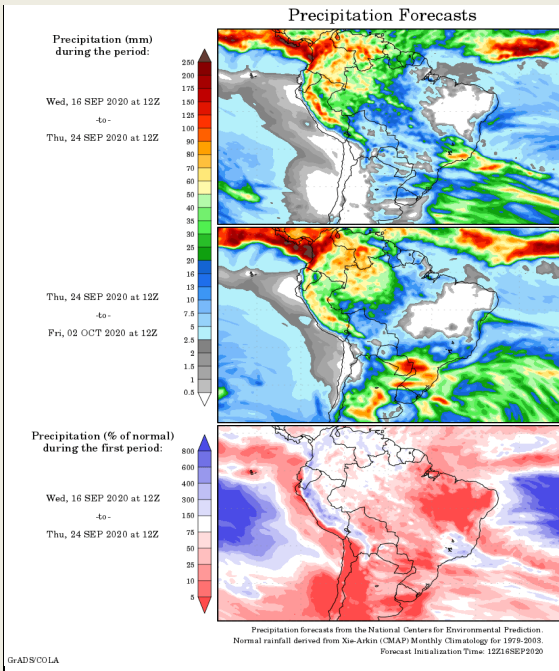 Precipitation Forecasts
Precipitation (mm)
during the period:
Wed, 16 SEP 2020 at 12Z
-to-
Thu, 24 SEP 2020 at 12Z
250
200
175
150
125
100
90
80
70
60
50
40
35
30
25
20
16
13
10
7.5
5
2.5
2
1.5
1
0.5
Thu, 24 SEP 2020 at 12Z
-to-
Fri, 02 OCT 2020 at 12Z
Precipitation (% of normal)
during the first period:
Wed, 16 SEP 2020 at 12Z
-to-
Thu, 24 SEP 2020 at 12Z
800
600
400
300
150
75
50
25
10
5
Precipitation forecasts from the National Centers for Environmental Prediction.
Normal rainfall derived from Xie-Arkin (CMAP) Monthly Climatology for 1979-2003.
Forecast Initialization Time: 12Z16SEP2020
GrADS/COLA